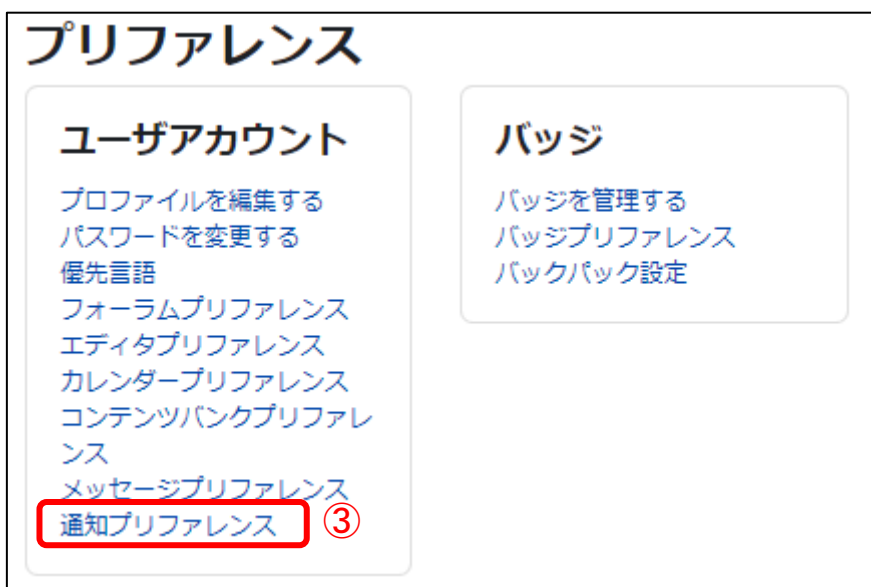 プリファレンス
ユーザアカウント
プロファイルを編集する
パスワードを変更する
優先言語
フォーラムプリファレンス
エディタプリファレンス
カレンダープリファレンス
コンテンツバンクプリファレ
ンス
メッセージプリファレンス
通知プリファレンス
③
バッジ
バッジを管理する
バッジプリファレンス
バックパック設定